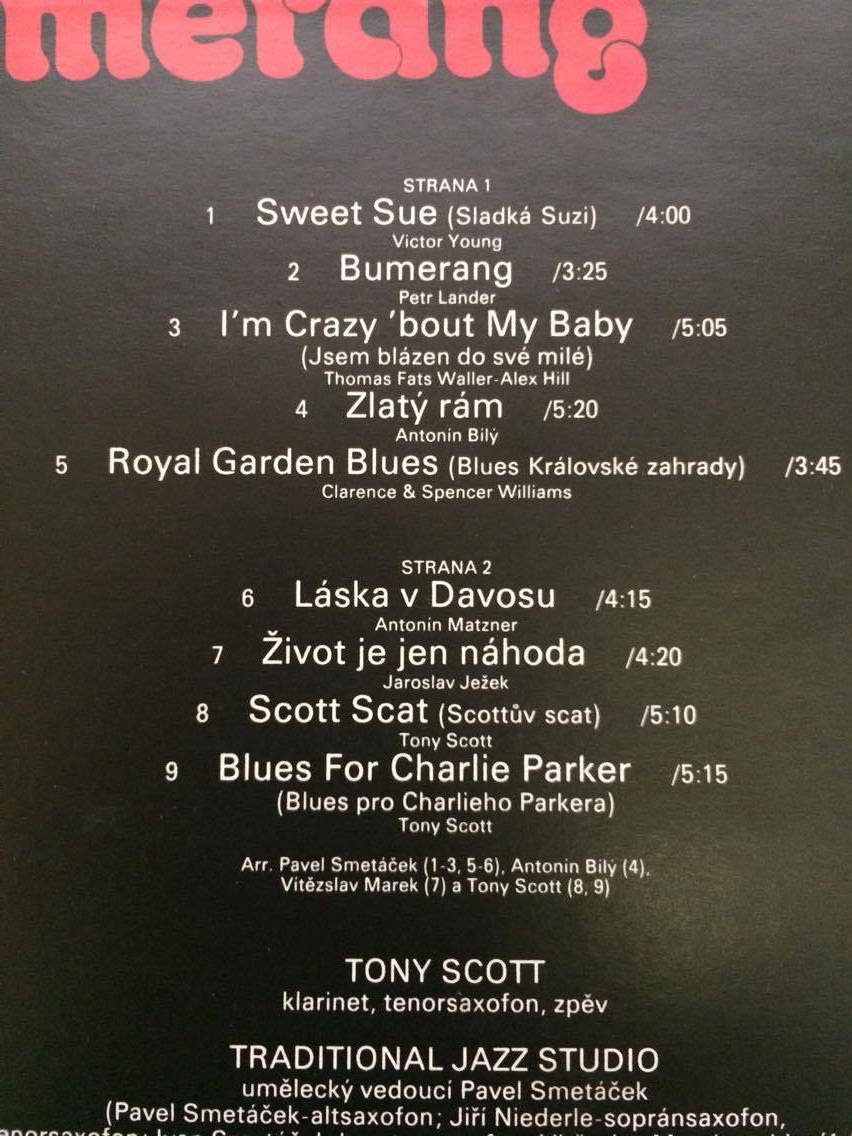 merang
STRANA 1
1 Sweet Sue (Sladká Suzi) /4:00
Victor Young
2 Bumerang /3:25
Petr Lander
3 I'm Crazy 'bout My Baby /5:05
(Jsem blázen do své milé)
Thomas Fats Waller-Alex Hill
4 Zlatý rám /5:20
Antonín Bílý
5 Royal Garden Blues (Blues Královské zahrady) /3:45
Clarence & Spencer Williams
STRANA 2
6 Láska v Davosu /4:15
Antonín Matzner
7 Život je jen náhoda /4:20
Jaroslav Ježek
8 Scott Scat (Scottův scat) /5:10
Tony Scott
9 Blues For Charlie Parker /5:15
(Blues pro Charlieho Parkera)
Tony Scott
Arr. Pavel Smetáček (1-3, 5-6), Antonín Bílý (4),
Vítězslav Marek (7) a Tony Scott (8, 9)
TONY SCOTT
klarinet, tenorsaxofon, zpěv
TRADITIONAL JAZZ STUDIO
umělecký vedoucí Pavel Smetáček
(Pavel Smetáček-altsaxofon; Jiří Niederle-sopránsaxofon,